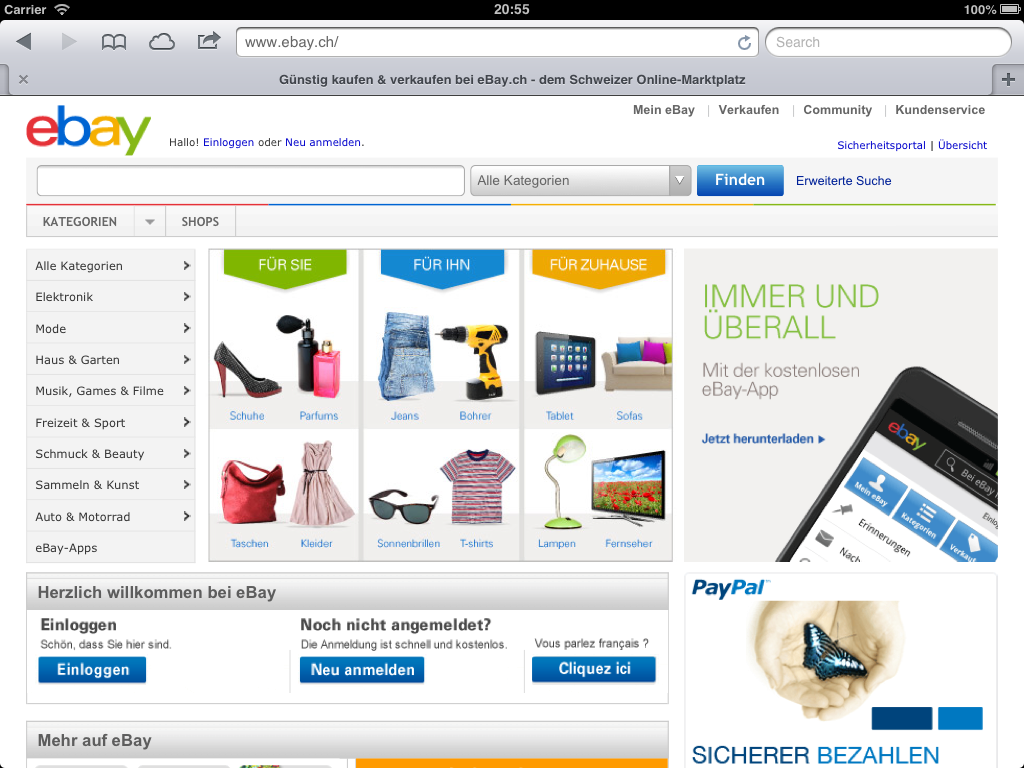 Carrier 20:55 100%
www.ebay.ch/ Search
Günstig kaufen & verkaufen bei eBay.ch - dem Schweizer Online-Marktplatz
Mein eBay Verkaufen Community Kundenservice
ebay Hallo! Einloggen oder Neu anmelden. Sicherheitsportal | Übersicht
Alle Kategorien Finden Erweiterte Suche
KATEGORIEN SHOPS
Alle Kategorien
Elektronik
Mode
Haus & Garten
Musik, Games & Filme
Freizeit & Sport
Schmuck & Beauty
Sammeln & Kunst
Auto & Motorrad
eBay-Apps
FÜR SIE FÜR IHN FÜR ZUHAUSE
Schuhe Parfums Jeans Bohrer Tablet Sofas
Taschen Kleider Sonnenbrillen T-shirts Lampen Fernseher
IMMER UND
ÜBERALL
Mit der kostenlosen
eBay-App
Jetzt herunterladen
ebay
Bei eBay
Mein eBay Kategorien Verkauf
Einlo
Erinnerungen
Nach
Herzlich willkommen bei eBay
Einloggen
Schön, dass Sie hier sind.
Einloggen
Noch nicht angemeldet?
Die Anmeldung ist schnell und kostenlos.
Neu anmelden
Vous parlez français ?
Cliquez ici
PayPal™
SICHERER BEZAHLEN
Mehr auf eBay